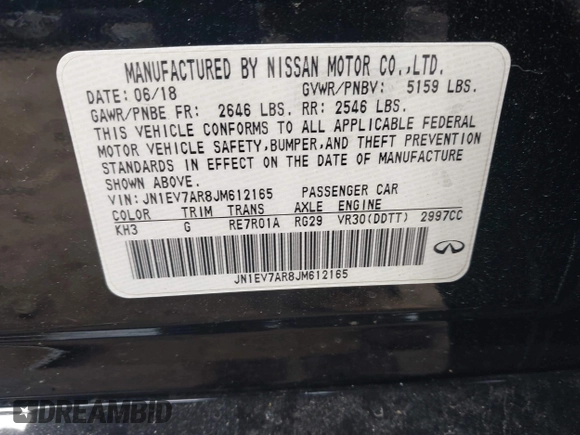 MANUFACTURED BY NISSAN MOTOR CO.,LTD.
DATE: 06/18 GVWR/PNBV: 5159 LBS.
GAWR/PNBE FR: 2646 LBS. RR: 2546 LBS.
THIS VEHICLE CONFORMS TO ALL APPLICABLE FEDERAL
MOTOR VEHICLE SAFETY,BUMPER,AND THEFT PREVENTION
STANDARDS IN EFFECT ON THE DATE OF MANUFACTURE
SHOWN ABOVE.
VIN: JN1EV7AR8JM612165 PASSENGER CAR
COLOR TRIM TRANS AXLE ENGINE
KH3 G RE7R01A RG29 VR30(DDTT) 2997CC
JN1EV7AR8JM612165
DREAMBID